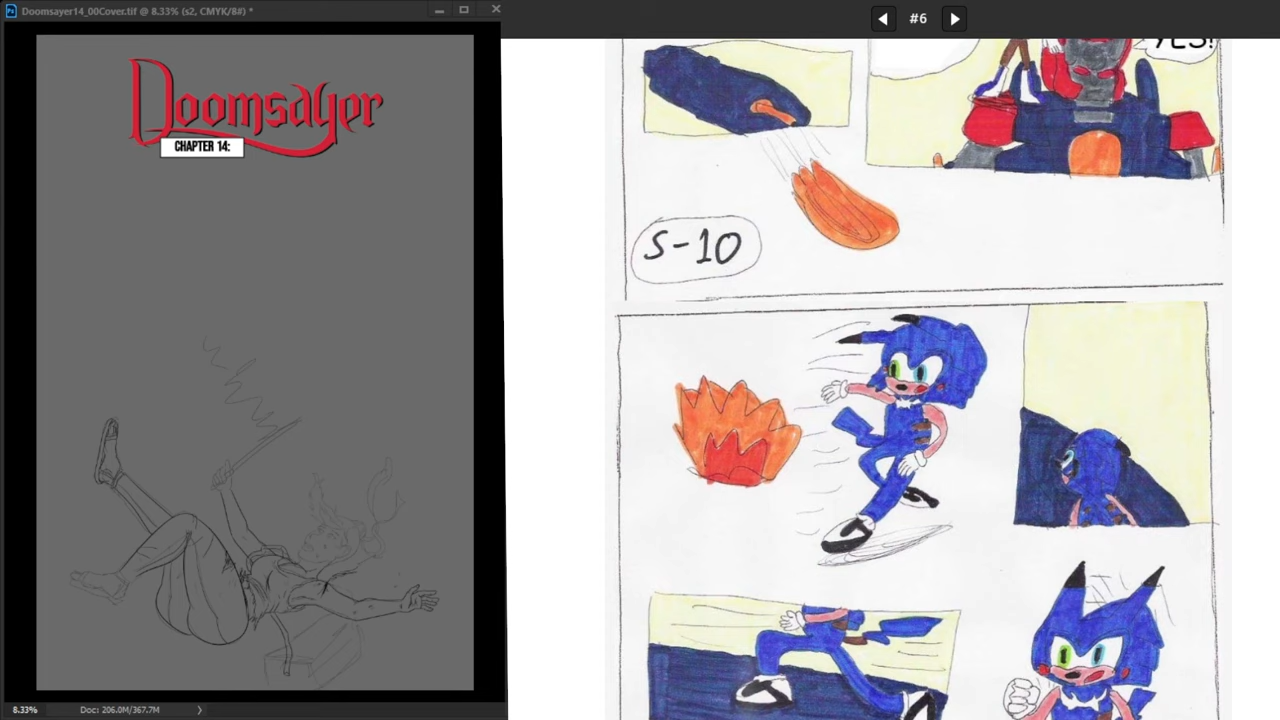 Doomsayer14_00Cover.tif @ 8.33% (s2, CMYK/8#) *
Doomsayer
CHAPTER 14:
8.33%
Doc: 206.0M/367.7M
#6
YES!
S-10